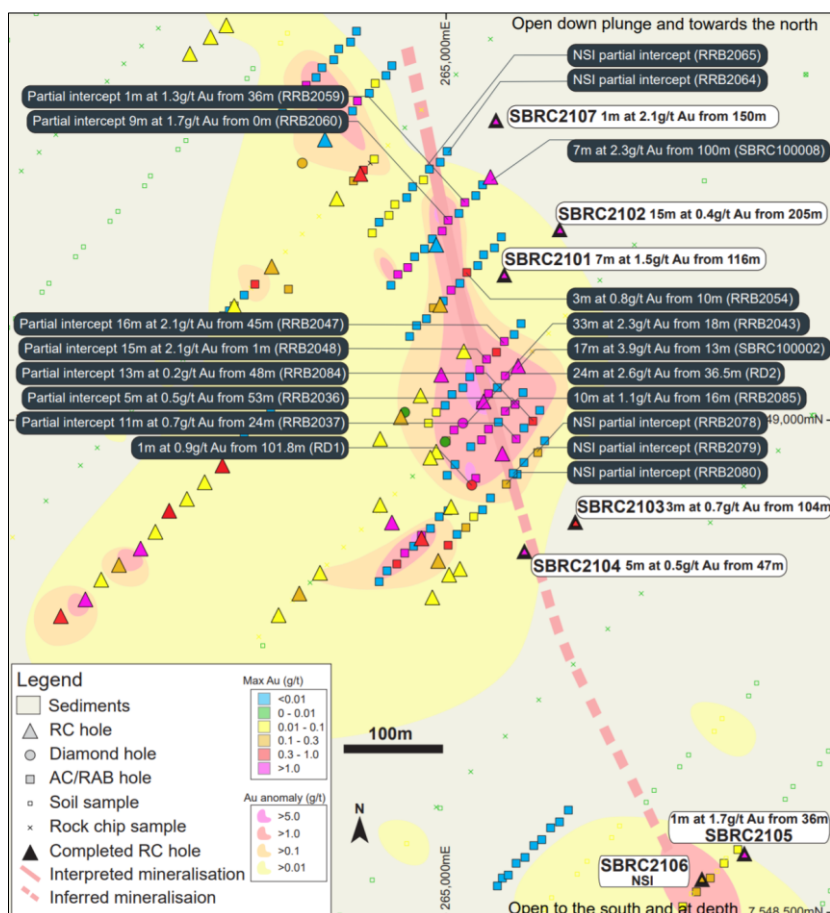 Open down plunge and towards the north
265,000mE
NSI partial intercept (RRB2065)
NSI partial intercept (RRB2064)
Partial intercept 1m at 1.3g/t Au from 36m (RRB2059)
Partial intercept 9m at 1.7g/t Au from 0m (RRB2060)
SBRC2107 1m at 2.1g/t Au from 150m
7m at 2.3g/t Au from 100m (SBRC100008)
SBRC2102 15m at 0.4g/t Au from 205m
SBRC2101 7m at 1.5g/t Au from 116m
3m at 0.8g/t Au from 10m (RRB2054)
Partial intercept 16m at 2.1g/t Au from 45m (RRB2047)
33m at 2.3g/t Au from 18m (RRB2043)
Partial intercept 15m at 2.1g/t Au from 1m (RRB2048)
17m at 3.9g/t Au from 13m (SBRC100002)
Partial intercept 13m at 0.2g/t Au from 48m (RRB2084)
24m at 2.6g/t Au from 36.5m (RD2)
Partial intercept 5m at 0.5g/t Au from 53m (RRB2036)
10m at 1.1g/t Au from 16m (RRB2085)
Partial intercept 11m at 0.7g/t Au from 24m (RRB2037)
NSI partial intercept (RRB2078)
49,000mN
1m at 0.9g/t Au from 101.8m (RD1)
NSI partial intercept (RRB2079)
NSI partial intercept (RRB2080)
SBRC2103 3m at 0.7g/t Au from 104m
SBRC2104 5m at 0.5g/t Au from 47m
Legend
Sediments
RC hole
Diamond hole
AC/RAB hole
Soil sample
Rock chip sample
Completed RC hole
Interpreted mineralisation
Inferred mineralisaion
Max Au (g/t)
<0.01
0 - 0.01
0.01 - 0.1
0.1 - 0.3
0.3 - 1.0
>1.0
Au anomaly (g/t)
>5.0
>1.0
>0.1
>0.01
100m
N
1m at 1.7g/t Au from 36m
SBRC2105
SBRC2106
NSI
265,000mE
Open to the south and at depth
7,548,500mN